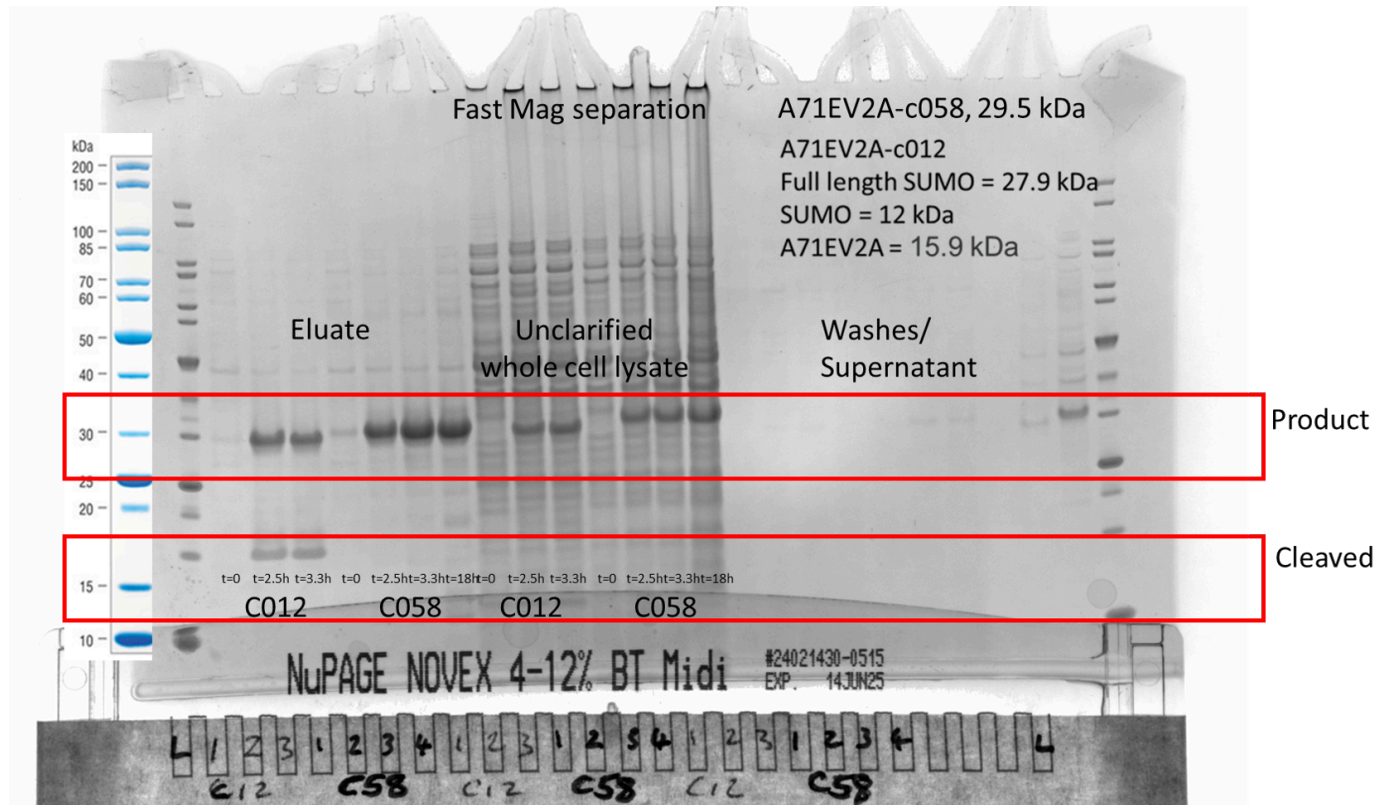 Fast Mag separation
A71EV2A-c058, 29.5 kDa
A71EV2A-c012
Full length SUMO = 27.9 kDa
SUMO = 12 kDa
A71EV2A = 15.9 kDa
kDa
200
150
100
85
70
60
50
40
30
25
20
15
10
Eluate
Unclarified
whole cell lysate
Washes/
Supernatant
Product
Cleaved
t=0 t=2.5h t=3.3h t=0 t=2.5h t=3.3h t=18h t=0 t=2.5h t=3.3h t=0 t=2.5h t=3.3h t=18h
C012 C058 C012 C058
NuPAGE NOVEX 4-12% BT Midi
#24021430-0515
EXP. 14JUN25
L 1 2 3 1 2 3 4 1 2 3 1 2 3 4 1 2 3 1 2 3 4 L
C12 C58 C12 C58 C12 C58